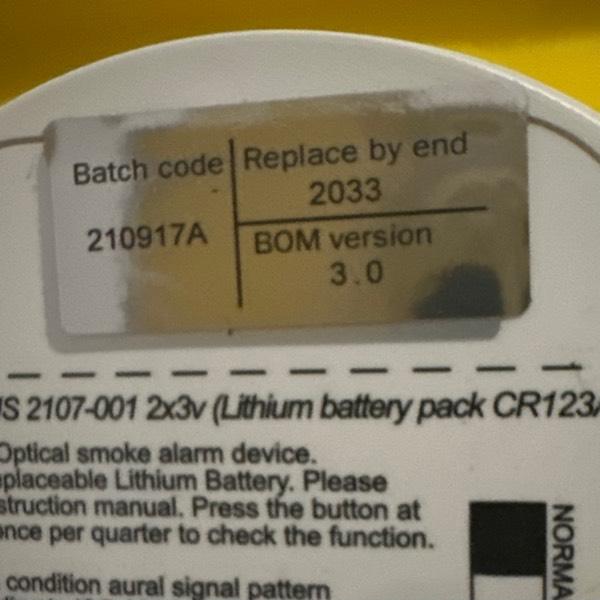 Batch code
210917A
Replace by end
2033
BOM version
3.0
2107-001 2x3v (Lithium battery pack
Optical smoke alarm device.
Lithium Battery. Please
manual. Press the button at
per quarter to check the function.
condition aural signal pattern